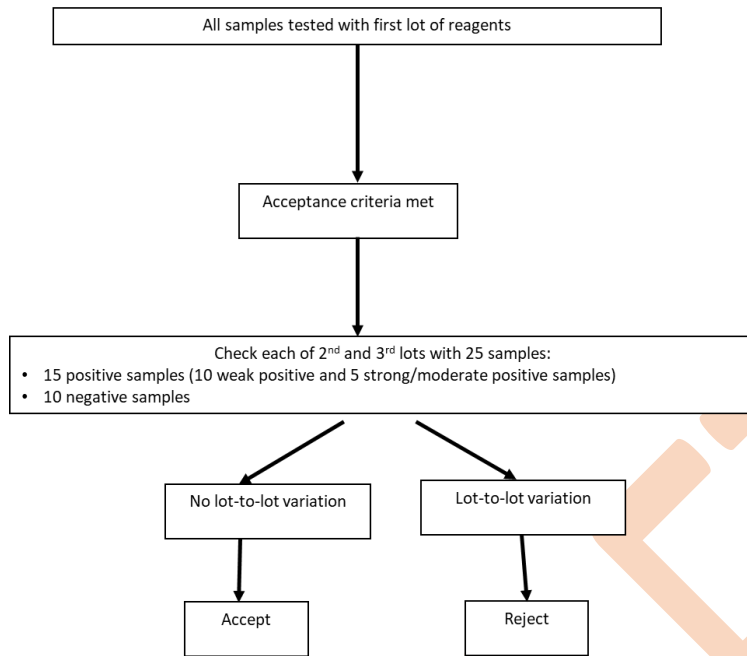 All samples tested with first lot of reagents
Acceptance criteria met
Check each of 2nd and 3rd lots with 25 samples:
• 15 positive samples (10 weak positive and 5 strong/moderate positive samples)
• 10 negative samples
No lot-to-lot variation
Lot-to-lot variation
Accept
Reject